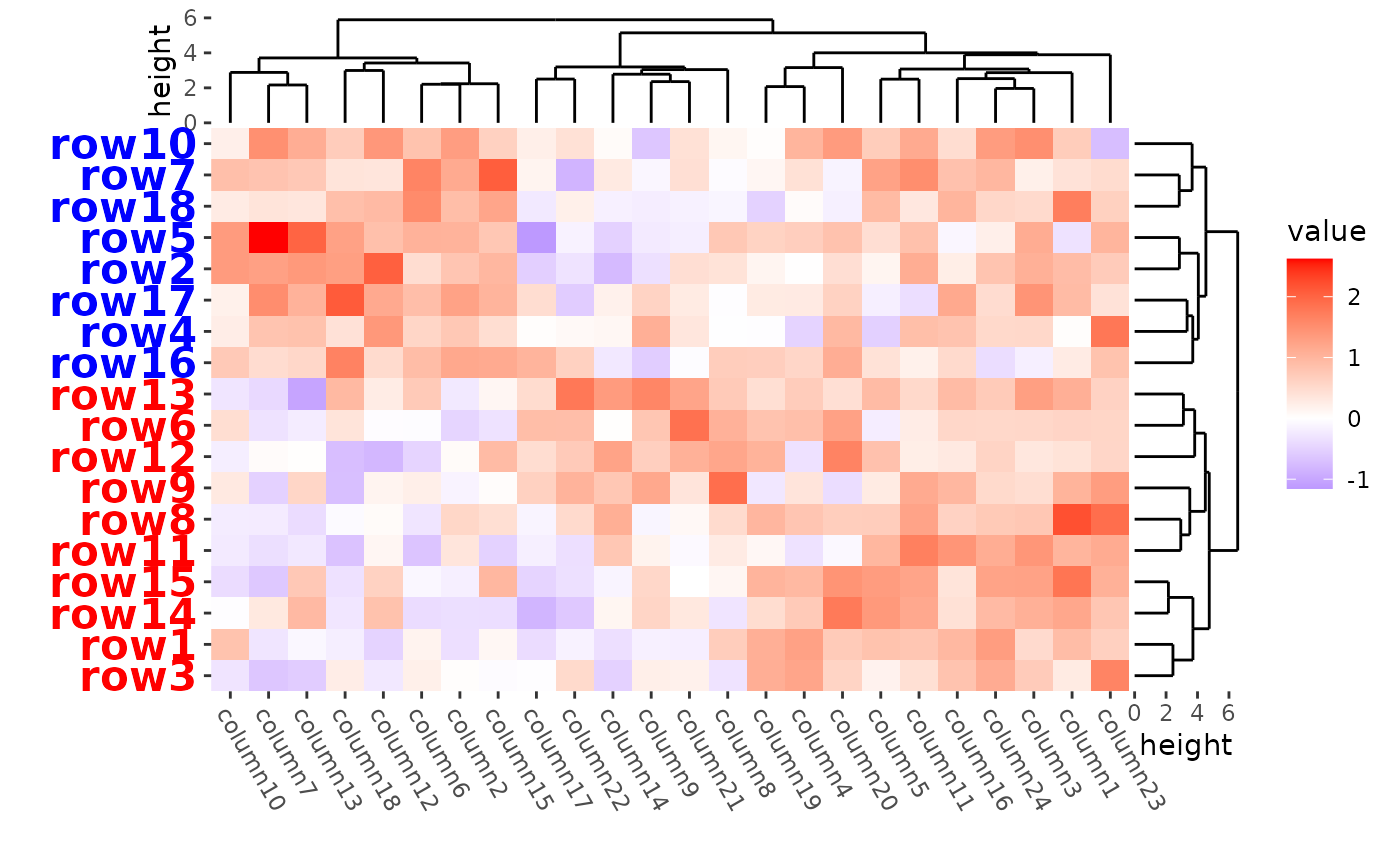 6
4
2
0
height
row10
row7
row18
row5
row2
row17
row4
row16
row13
row6
row12
row9
row8
row11
row15
row14
row1
row3
value
2
1
0
-1
column10
column7
column13
column18
column12
column6
column2
column15
column17
column22
column14
column9
column21
column8
column19
column4
column20
column5
column11
column16
column24
column3
column1
column23
0 2 4 6
height